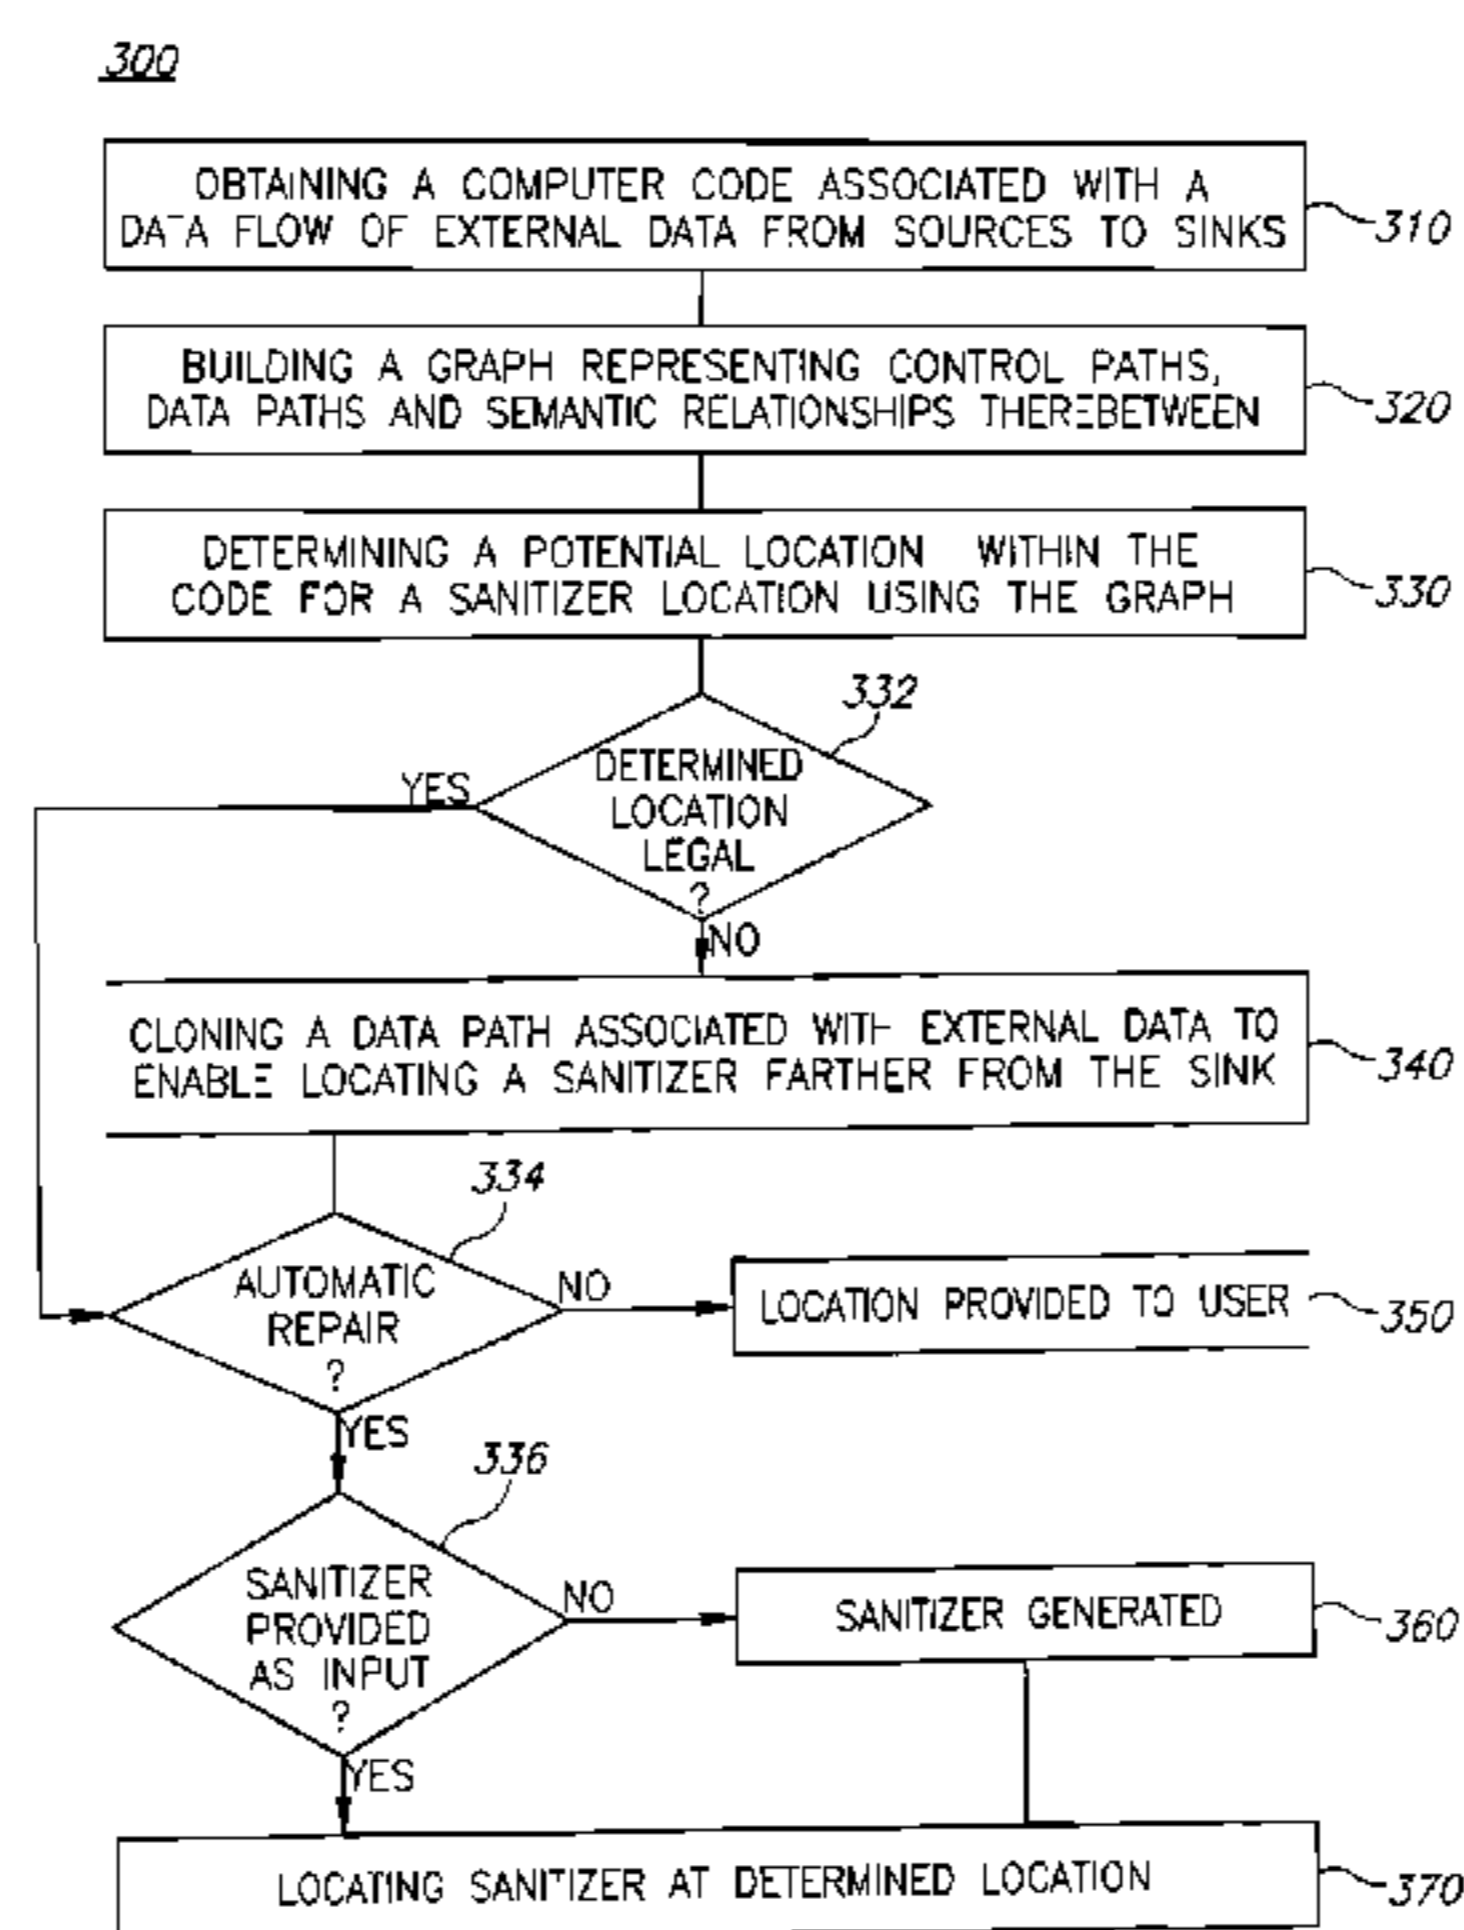 300
OBTAINING A COMPUTER CODE ASSOCIATED WITH A
DATA FLOW OF EXTERNAL DATA FROM SOURCES TO SINKS
310
BUILDING A GRAPH REPRESENTING CONTROL PATHS,
DATA PATHS AND SEMANTIC RELATIONSHIPS THEREBETWEEN
320
DETERMINING A POTENTIAL LOCATION WITHIN THE
CODE FOR A SANITIZER LOCATION USING THE GRAPH
330
332
DETERMINED
LOCATION
LEGAL
?
YES
NO
CLONING A DATA PATH ASSOCIATED WITH EXTERNAL DATA TO
ENABLE LOCATING A SANITIZER FARTHER FROM THE SINK
340
334
AUTOMATIC
REPAIR
?
NO
LOCATION PROVIDED TO USER
350
YES
336
SANITIZER
PROVIDED
AS INPUT
?
NO
SANITIZER GENERATED
360
YES
LOCATING SANITIZER AT DETERMINED LOCATION
370